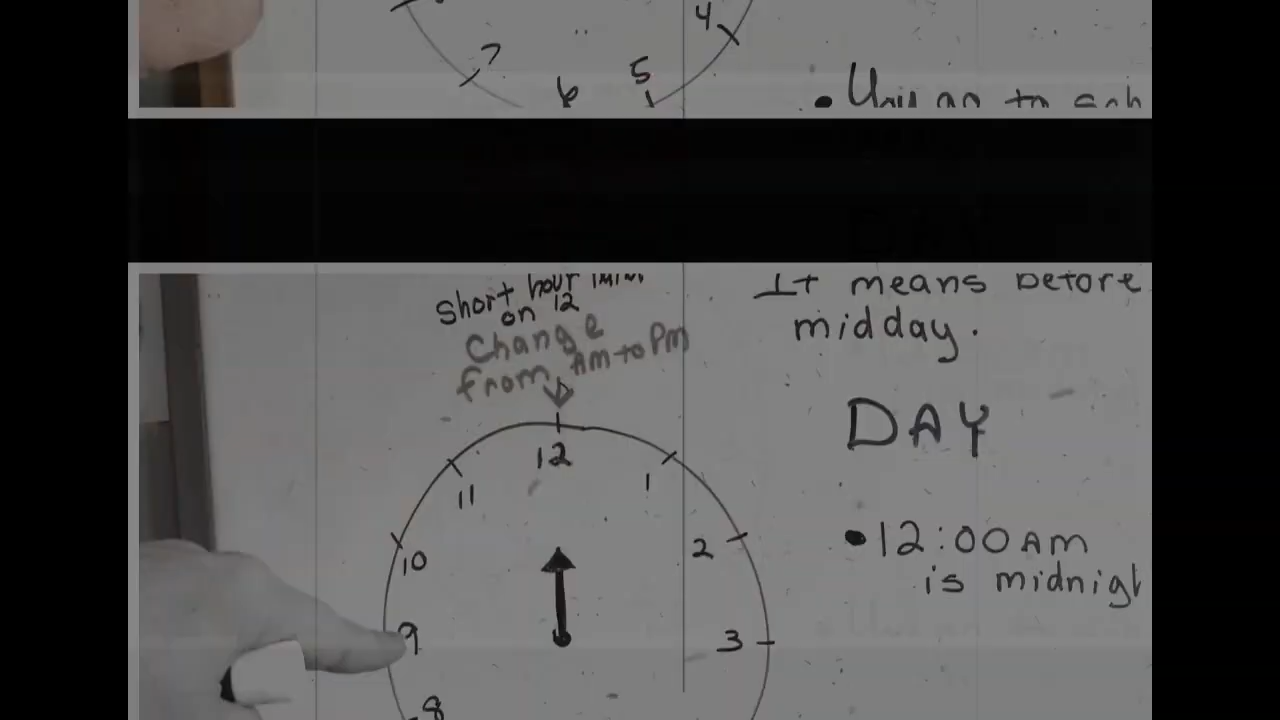 4
7
5
6
short hour
on 12
change
from AM to PM
It means before
midday.
DAY
12
11
1
10
2
• 12:00 AM
is midnigh
9
3
8